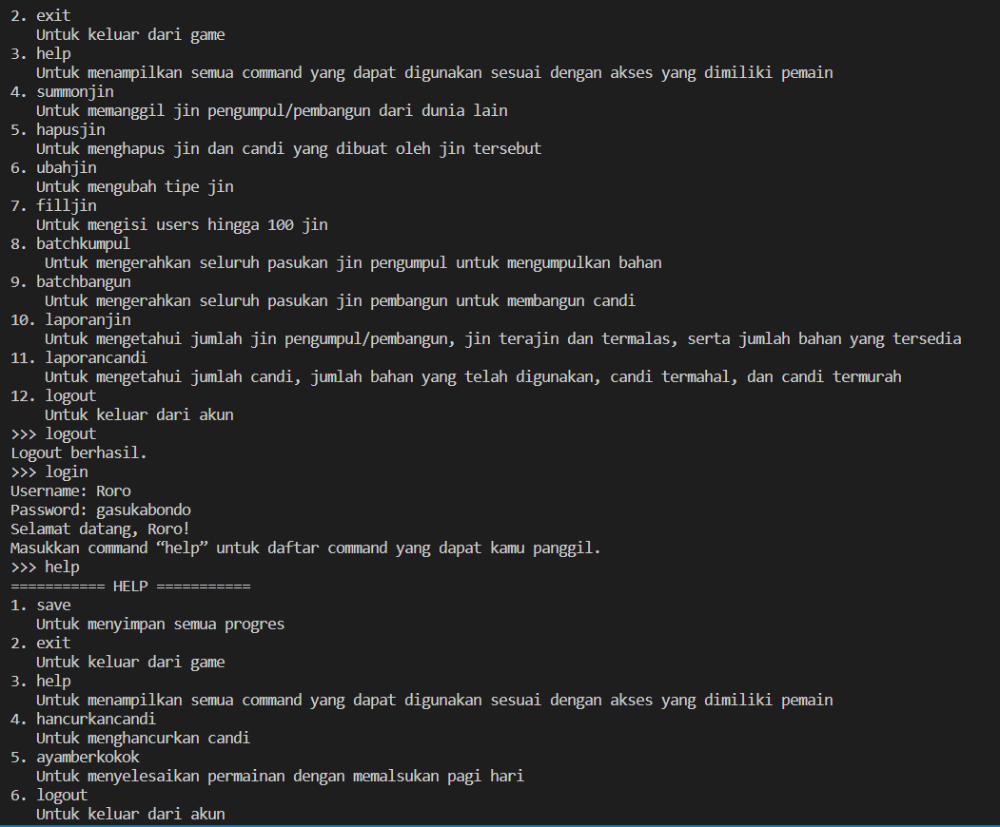 2. exit
   Untuk keluar dari game
3. help
   Untuk menampilkan semua command yang dapat digunakan sesuai dengan akses yang dimiliki pemain
4. summonjin
   Untuk memanggil jin pengumpul/pembangun dari dunia lain
5. hapusjin
   Untuk menghapus jin dan candi yang dibuat oleh jin tersebut
6. ubahjin
   Untuk mengubah tipe jin
7. filljin
   Untuk mengisi users hingga 100 jin
8. batchkumpul
    Untuk mengerahkan seluruh pasukan jin pengumpul untuk mengumpulkan bahan
9. batchbangun
    Untuk mengerahkan seluruh pasukan jin pembangun untuk membangun candi
10. laporanjin
    Untuk mengetahui jumlah jin pengumpul/pembangun, jin terajin dan termalas, serta jumlah bahan yang tersedia
11. laporancandi
    Untuk mengetahui jumlah candi, jumlah bahan yang telah digunakan, candi termahal, dan candi termurah
12. logout
    Untuk keluar dari akun
>>> logout
Logout berhasil.
>>> login
Username: Roro
Password: gasukabondo
Selamat datang, Roro!
Masukkan command “help” untuk daftar command yang dapat kamu panggil.
>>> help
=========== HELP ===========
1. save
   Untuk menyimpan semua progres
2. exit
   Untuk keluar dari game
3. help
   Untuk menampilkan semua command yang dapat digunakan sesuai dengan akses yang dimiliki pemain
4. hancurkancandi
   Untuk menghancurkan candi
5. ayamberkokok
   Untuk menyelesaikan permainan dengan memalsukan pagi hari
6. logout
   Untuk keluar dari akun